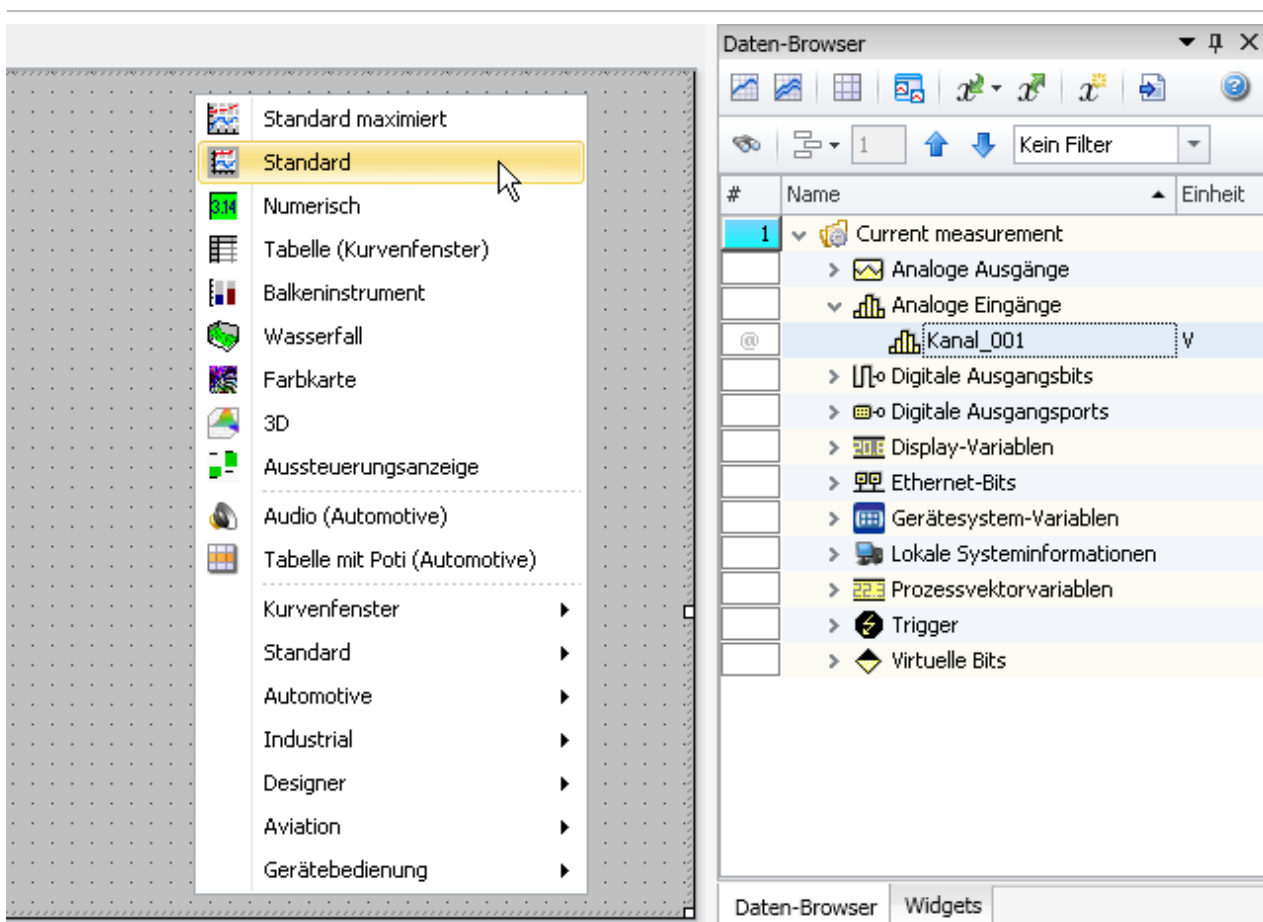 Standard maximiert
Standard
3.14 Numerisch
Tabelle (Kurvenfenster)
Balkeninstrument
Wasserfall
Farbkarte
3D
Aussteuerungsanzeige
Audio (Automotive)
Tabelle mit Poti (Automotive)
Kurvenfenster
Standard
Automotive
Industrial
Designer
Aviation
Gerätebedienung
Daten-Browser
x x x
1 Kein Filter
# Name Einheit
1 Current measurement
Analoge Ausgänge
Analoge Eingänge
@ Kanal_001 V
Digitale Ausgangsbits
Digitale Ausgangsports
Display-Variablen
Ethernet-Bits
Gerätesystem-Variablen
Lokale Systeminformationen
22.3 Prozessvektorvariablen
Trigger
Virtuelle Bits
Daten-Browser Widgets